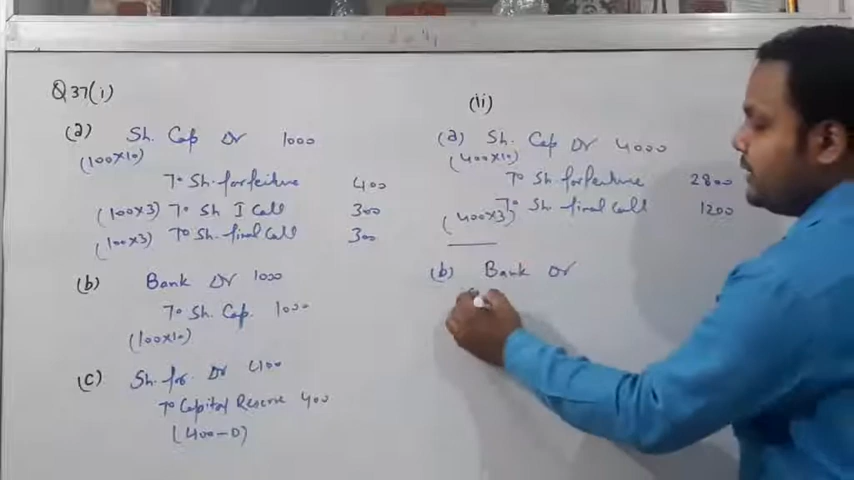 Q 37(1)
(a) Sh. Cap Dr 1000
(100×10)
To Sh. forfeiture 400
(100×3) To Sh I Call 300
(100×3) To Sh. final Call 300
(b) Bank Dr 1000
To Sh. Cap. 1000
(100×10)
(c) Sh. for. Dr 400
To Capital Reserve 400
(400-0)
(ii)
(a) Sh. Cap Dr 4000
(400×10)
To Sh. forfeiture 2800
(400×3) To Sh. final Call 1200
(b) Bank Dr